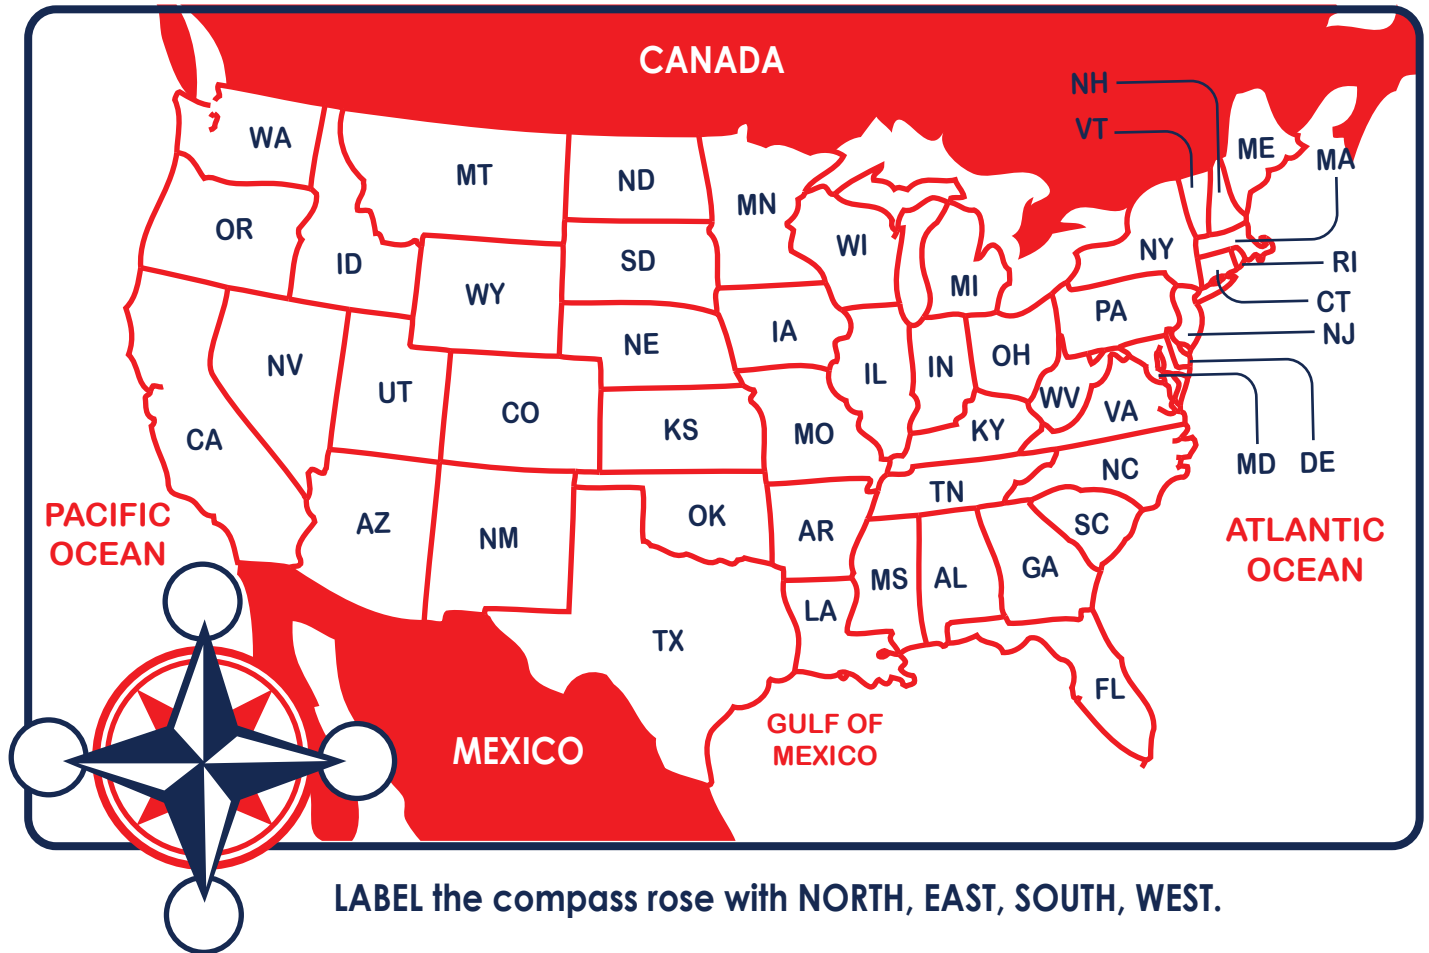 CANADA
NH
VT
ME
MA
WA
MT
ND
MN
OR
ID
SD
WI
NY
RI
WY
MI
CT
PA
NJ
IA
NE
NV
UT
CO
IL
IN
OH
WV
VA
CA
KS
MO
KY
MD
DE
NC
TN
PACIFIC
OCEAN
AZ
NM
OK
AR
SC
ATLANTIC
OCEAN
MS
AL
GA
LA
TX
FL
GULF OF
MEXICO
MEXICO
LABEL the compass rose with NORTH, EAST, SOUTH, WEST.